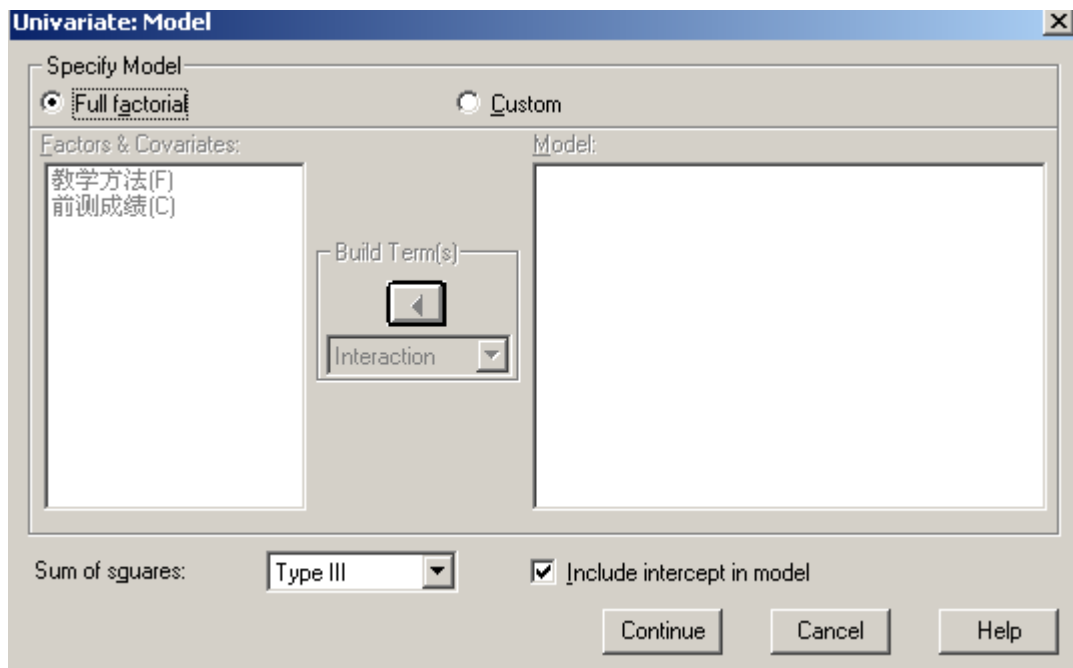 Univariate: Model
Specify Model
Full factorial
Custom
Factors & Covariates:
Model:
教学方法(F)
前测成绩(C)
Build Term(s)
Interaction
Sum of sguares:
Type III
Include intercept in model
Continue
Cancel
Help